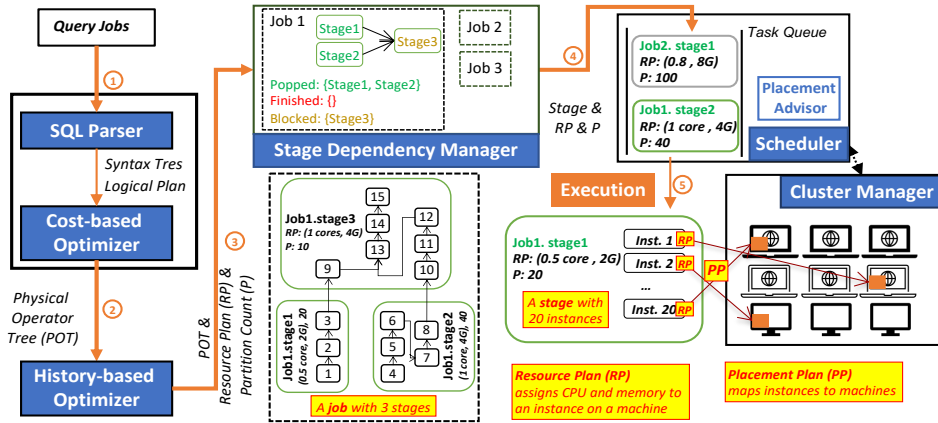 Query Jobs
1
SQL Parser
Syntax Tres
Logical Plan
Cost-based
Optimizer
Physical
Operator
Tree (POT)
2
History-based
Optimizer
3
POT &
Resource Plan (RP) &
Partition Count (P)
Job 1
Stage1
Stage2
Stage3
Job 2
Job 3
Popped: {Stage1, Stage2}
Finished: {}
Blocked: {Stage3}
Stage Dependency Manager
4
Stage &
RP & P
Job2. stage1
RP: (0.8 , 8G)
P: 100
Job1. stage2
RP: (1 core , 4G)
P: 40
Task Queue
Placement
Advisor
Scheduler
Job1.stage3
RP: (1 cores, 4G)
P: 10
15
14
13
12
11
10
9
Job1.stage1
(0.5 core, 2G), 20
3
2
1
6
5
4
8
7
Job1.stage2
(1 core, 4G), 40
A job with 3 stages
Execution
5
Job1. stage1
RP: (0.5 core , 2G)
P: 20
A stage with
20 instances
Inst. 1
RP
Inst. 2
RP
...
Inst. 20
RP
PP
Cluster Manager
Resource Plan (RP)
assigns CPU and memory to
an instance on a machine
Placement Plan (PP)
maps instances to machines